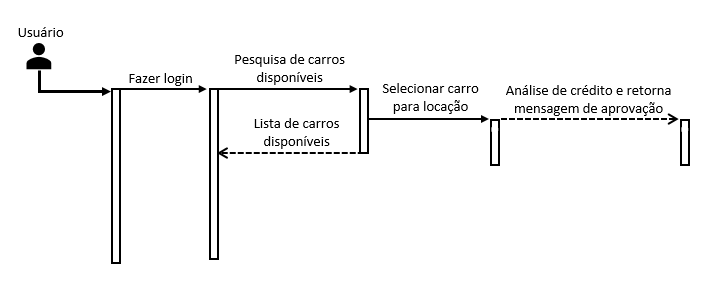 Usuário
Fazer login
Pesquisa de carros
disponíveis
Lista de carros
disponíveis
Selecionar carro
para locação
Análise de crédito e retorna
mensagem de aprovação